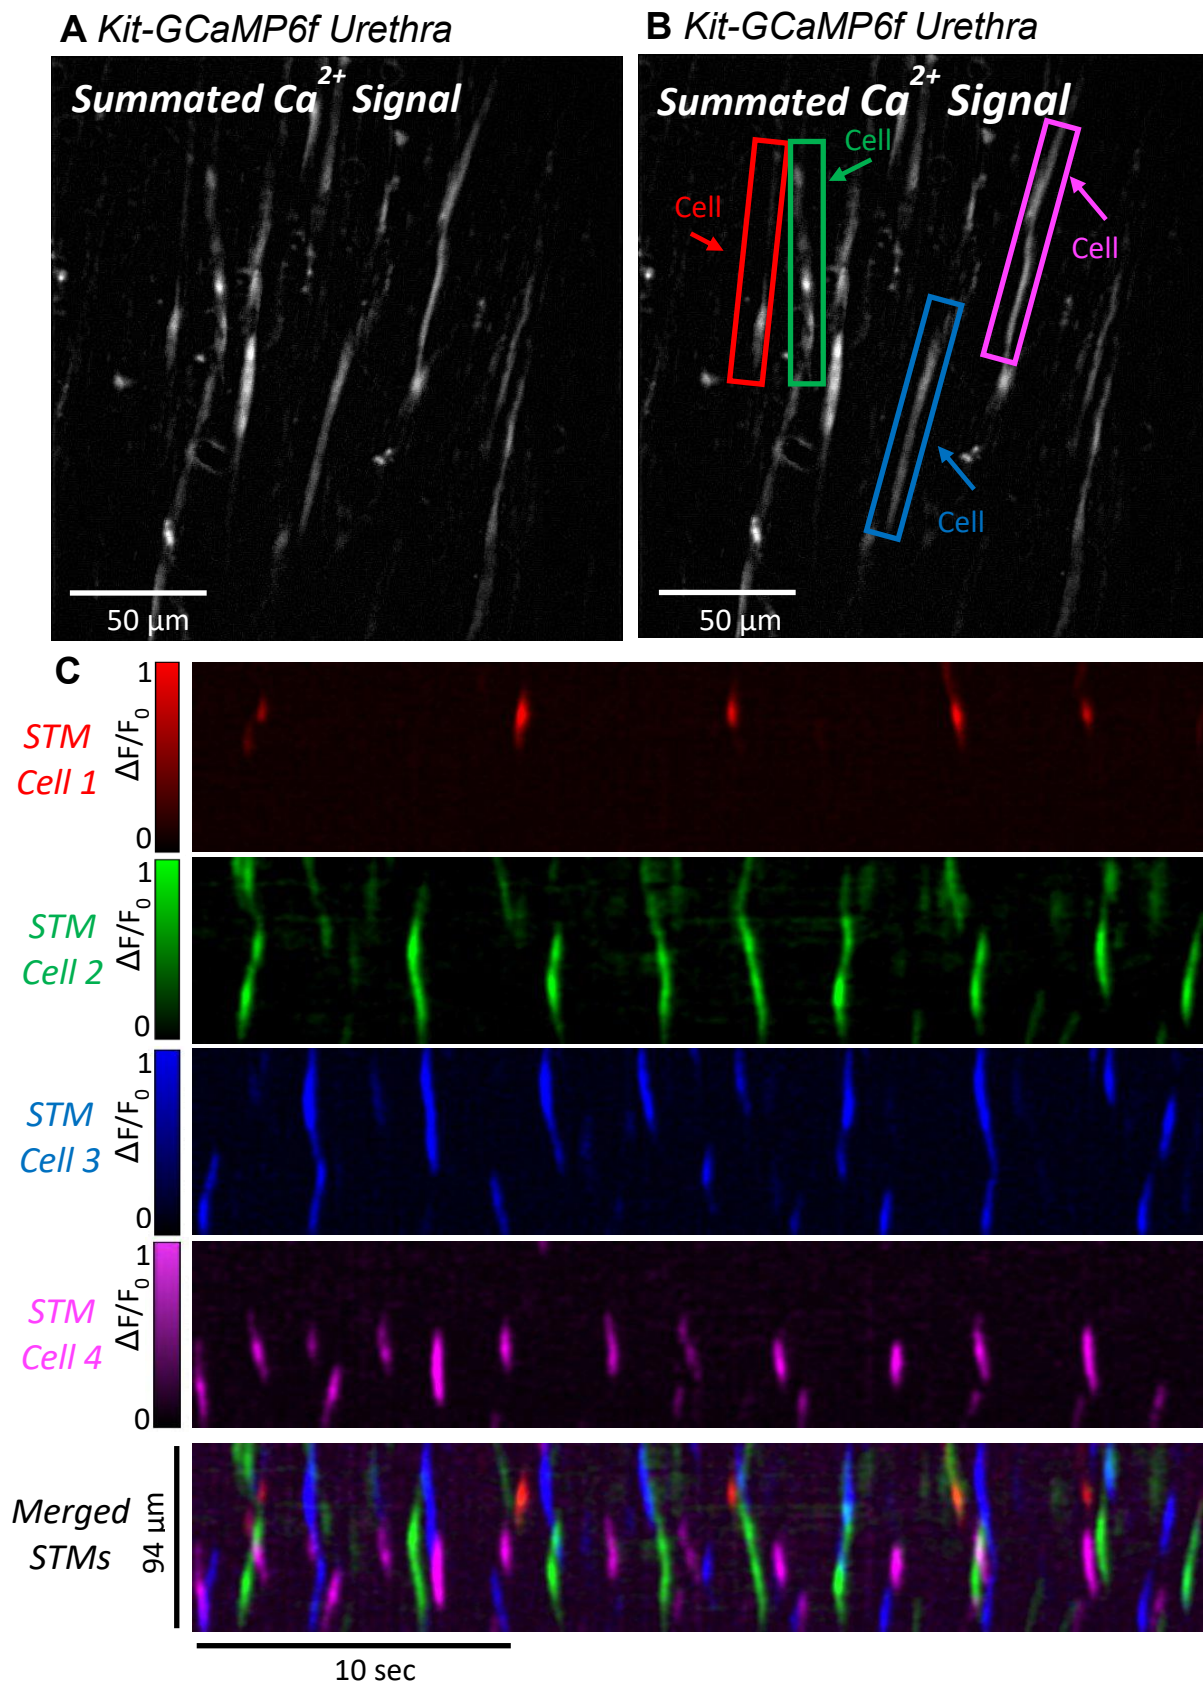 A Kit-GCaMP6f Urethra
Summated Ca²⁺ Signal
50 µm
B Kit-GCaMP6f Urethra
Summated Ca²⁺ Signal
Cell
Cell
Cell
Cell
50 µm
C
STM
Cell 1
1
ΔF/F₀
0
STM
Cell 2
1
ΔF/F₀
0
STM
Cell 3
1
ΔF/F₀
0
STM
Cell 4
1
ΔF/F₀
0
Merged
STMs
94 µm
10 sec